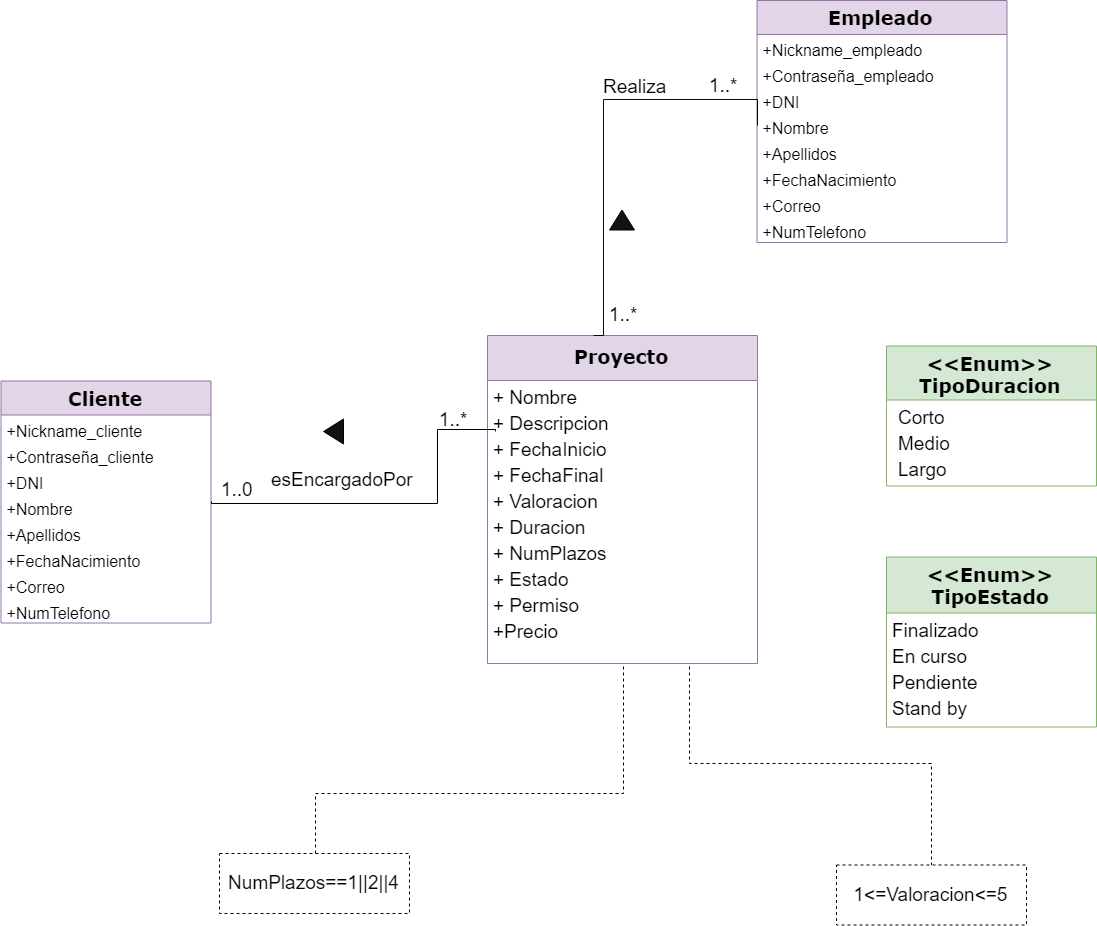 Empleado
+Nickname_empleado
+Contraseña_empleado
+DNI
+Nombre
+Apellidos
+FechaNacimiento
+Correo
+NumTelefono
Realiza
1..*
1..*
Proyecto
+ Nombre
+ Descripcion
+ FechaInicio
+ FechaFinal
+ Valoracion
+ Duracion
+ NumPlazos
+ Estado
+ Permiso
+Precio
Cliente
+Nickname_cliente
+Contraseña_cliente
+DNI
+Nombre
+Apellidos
+FechaNacimiento
+Correo
+NumTelefono
1..*
esEncargadoPor
1..0
<<Enum>>
TipoDuracion
Corto
Medio
Largo
<<Enum>>
TipoEstado
Finalizado
En curso
Pendiente
Stand by
NumPlazos==1||2||4
1<=Valoracion<=5